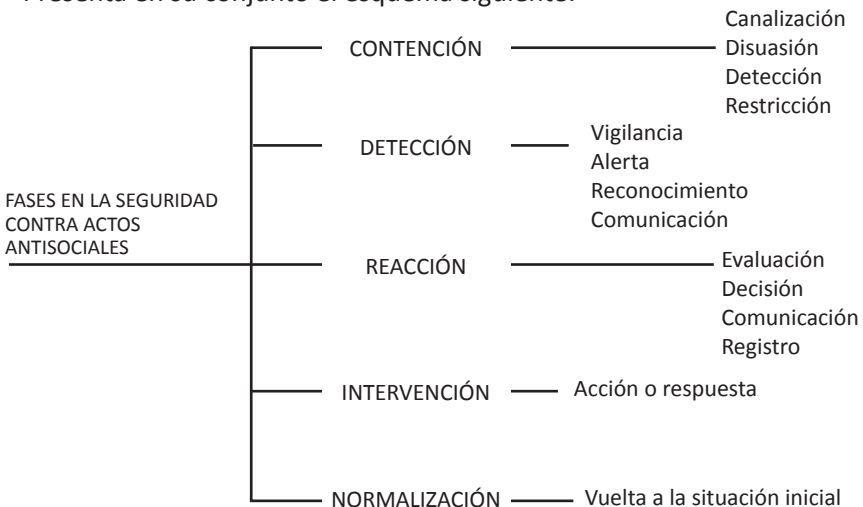 Presenta en su conjunto el esquema siguiente:
FASES EN LA SEGURIDAD
CONTRA ACTOS
ANTISOCIALES
CONTENCIÓN
Canalización
Disuasión
Detección
Restricción
DETECCIÓN
Vigilancia
Alerta
Reconocimiento
Comunicación
REACCIÓN
Evaluación
Decisión
Comunicación
Registro
INTERVENCIÓN
Acción o respuesta
NORMALIZACIÓN
Vuelta a la situación inicial